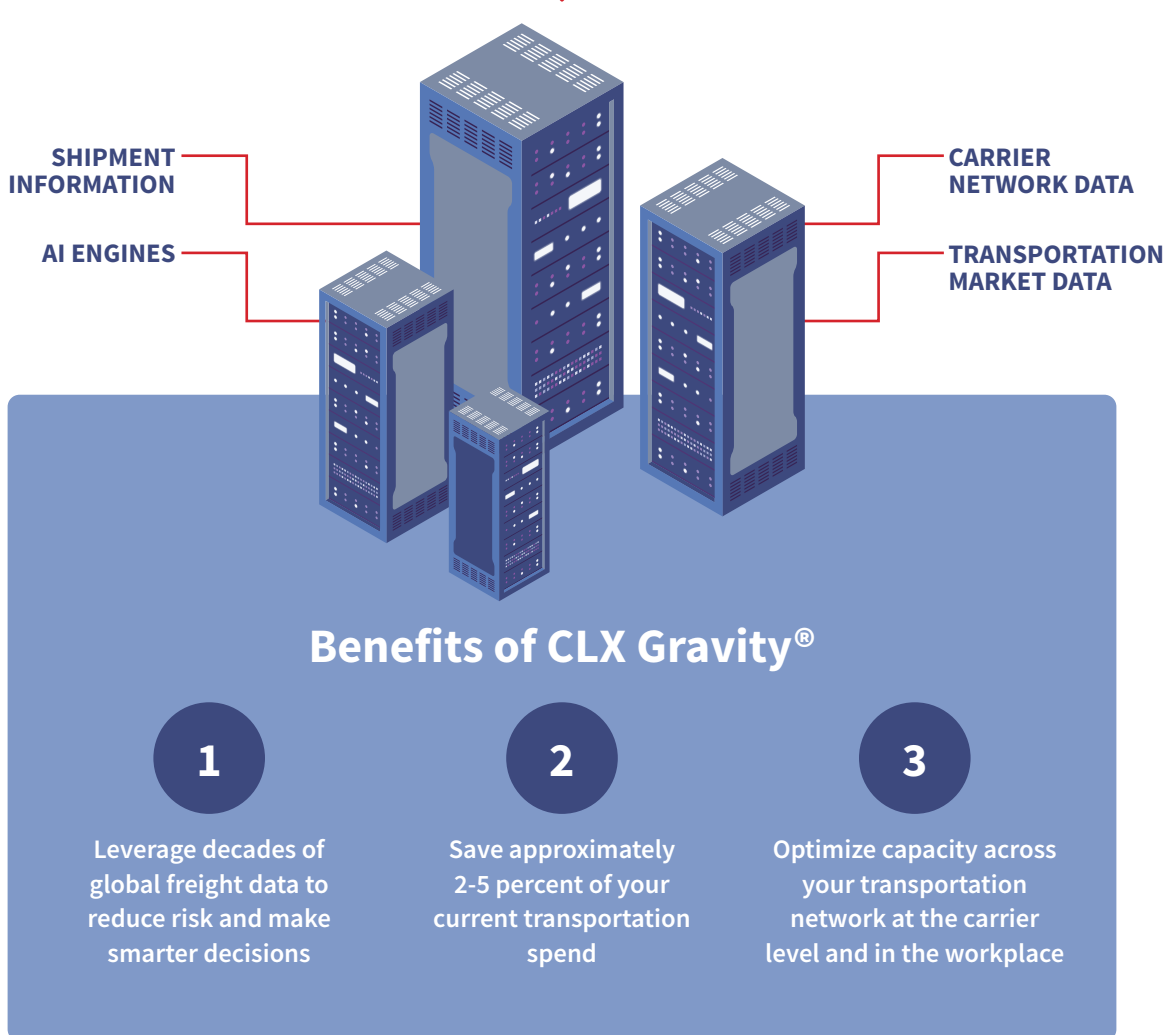 SHIPMENT
INFORMATION
AI ENGINES
CARRIER
NETWORK DATA
TRANSPORTATION
MARKET DATA
Benefits of CLX Gravity®
1
Leverage decades of
global freight data to
reduce risk and make
smarter decisions
2
Save approximately
2-5 percent of your
current transportation
spend
3
Optimize capacity across
your transportation
network at the carrier
level and in the workplace